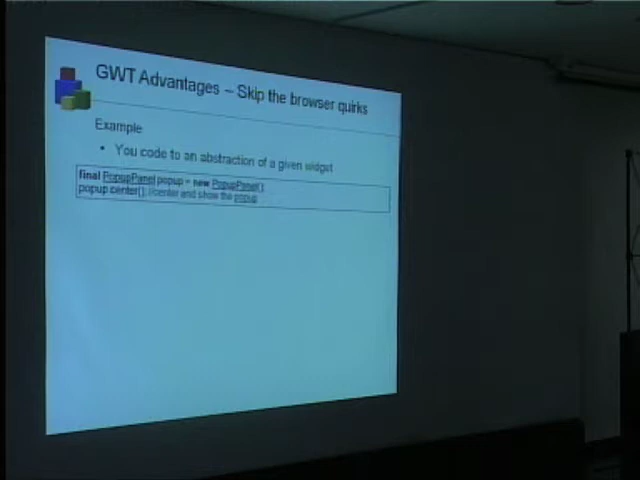 GWT Advantages – Skip the browser quirks
Example
• You code to an abstraction of a given widget
final PopupPanel popup = new PopupPanel();
popup.center(); //center and show the popup